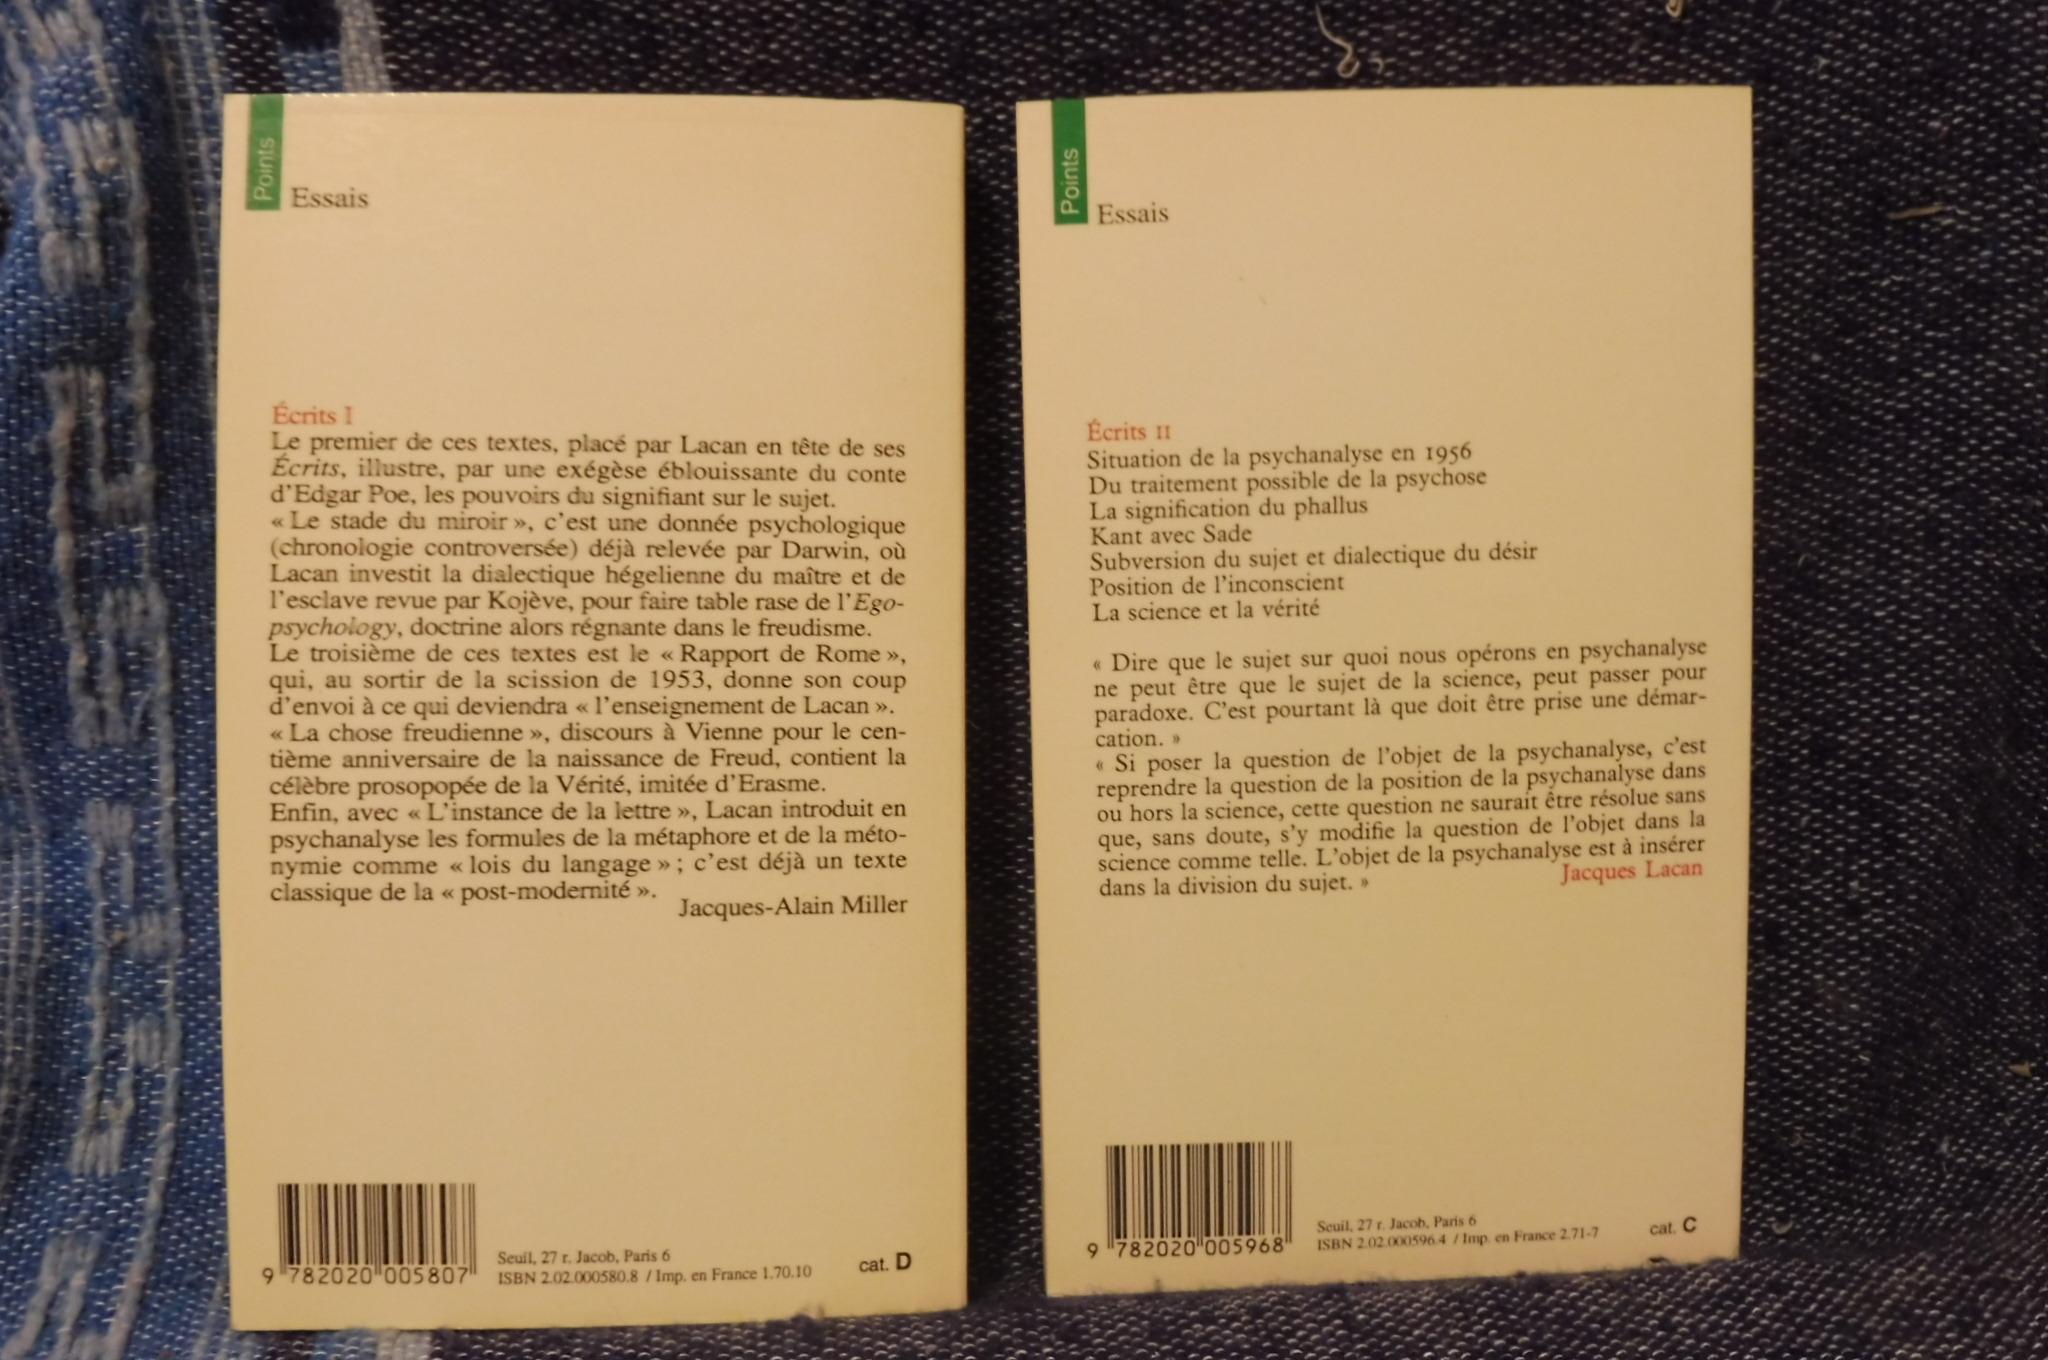 Points
Essais
Écrits I
Le premier de ces textes, placé par Lacan en tête de ses
Écrits, illustre, par une exégèse éblouissante du conte
d'Edgar Poe, les pouvoirs du signifiant sur le sujet.
« Le stade du miroir », c'est une donnée psychologique
(chronologie controversée) déjà relevée par Darwin, où
Lacan investit la dialectique hégelienne du maître et de
l'esclave revue par Kojève, pour faire table rase de l'Ego-
psychology, doctrine alors régnante dans le freudisme.
Le troisième de ces textes est le « Rapport de Rome »,
qui, au sortir de la scission de 1953, donne son coup
d'envoi à ce qui deviendra « l'enseignement de Lacan ».
« La chose freudienne », discours à Vienne pour le cen-
tième anniversaire de la naissance de Freud, contient la
célèbre prosopopée de la Vérité, imitée d'Erasme.
Enfin, avec « L'instance de la lettre », Lacan introduit en
psychanalyse les formules de la métaphore et de la méto-
nymie comme « lois du langage » ; c'est déjà un texte
classique de la « post-modernité ».
Jacques-Alain Miller
9 782020 005807
Seuil, 27 r. Jacob, Paris 6
ISBN 2.02.000580.8 / Imp. en France 1.70.10
cat. D
Points
Essais
Écrits II
Situation de la psychanalyse en 1956
Du traitement possible de la psychose
La signification du phallus
Kant avec Sade
Subversion du sujet et dialectique du désir
Position de l'inconscient
La science et la vérité
« Dire que le sujet sur quoi nous opérons en psychanalyse
ne peut être que le sujet de la science, peut passer pour
paradoxe. C'est pourtant là que doit être prise une démar-
cation. »
« Si poser la question de l'objet de la psychanalyse, c'est
reprendre la question de la position de la psychanalyse dans
ou hors la science, cette question ne saurait être résolue sans
que, sans doute, s'y modifie la question de l'objet dans la
science comme telle. L'objet de la psychanalyse est à insérer
dans la division du sujet. »
Jacques Lacan
9 782020 005968
Seuil, 27 r. Jacob, Paris 6
ISBN 2.02.000596.4 / Imp. en France 2.71-7
cat. C